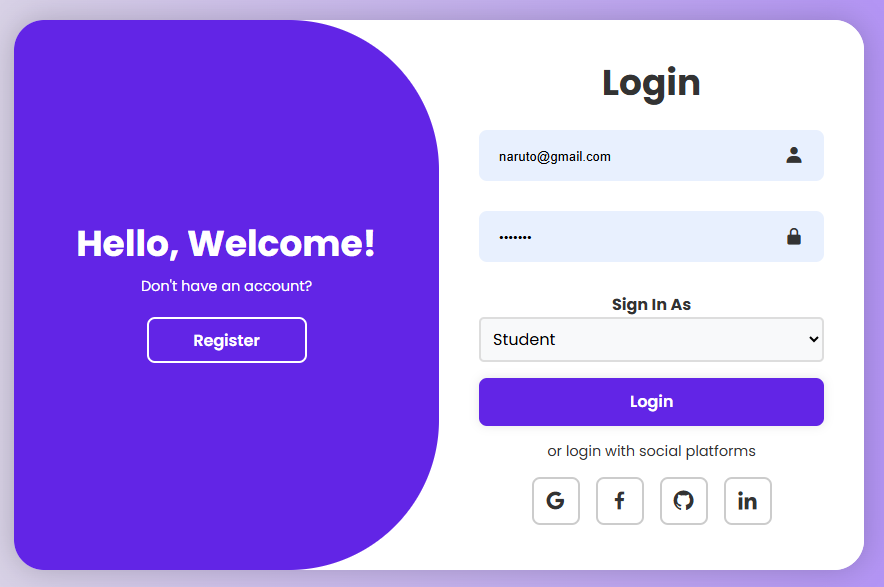 Hello, Welcome!
Don't have an account?
Register
Login
naruto@gmail.com
•••••••
Sign In As
Student
Login
or login with social platforms